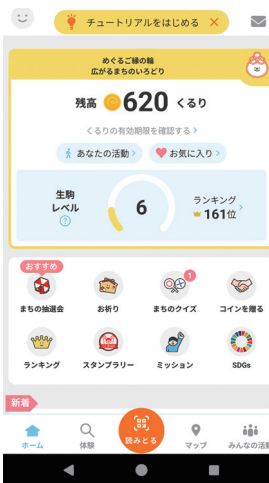 チュートリアルをはじめる ×
めぐるご縁の輪
広がるまちのいろどり
残高 620 くるり
くるりの有効期限を確認する >
あなたの活動 >
お気に入り >
生駒
レベル
?
6
ランキング
161位 >
おすすめ
まちの抽選会
お祈り
1
まちのクイズ
コインを贈る
ランキング
スタンプラリー
ミッション
SDGs
新着
ホーム
体験
読みとる
マップ
みんなの活動